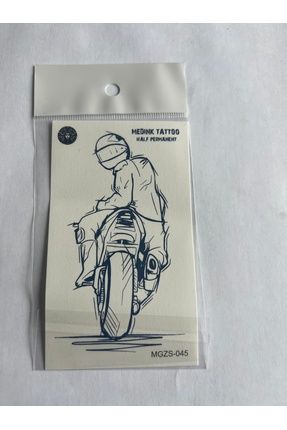 MEDINK TATTOO
HALF PERMANENT
MGZS-045